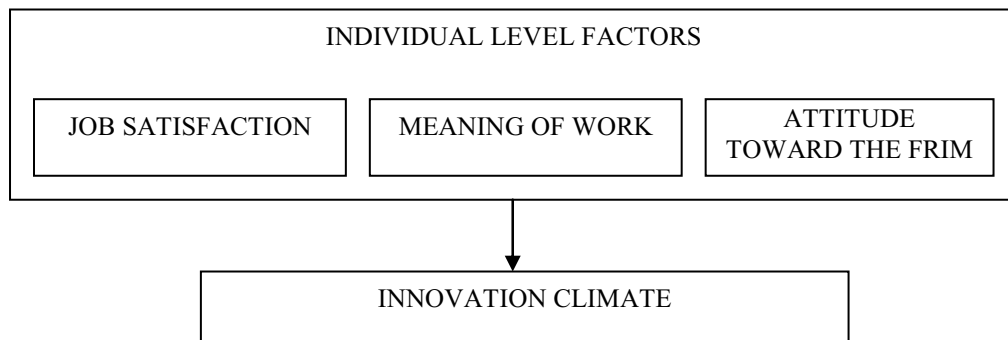 INDIVIDUAL LEVEL FACTORS
JOB SATISFACTION
MEANING OF WORK
ATTITUDE
TOWARD THE FRIM
INNOVATION CLIMATE